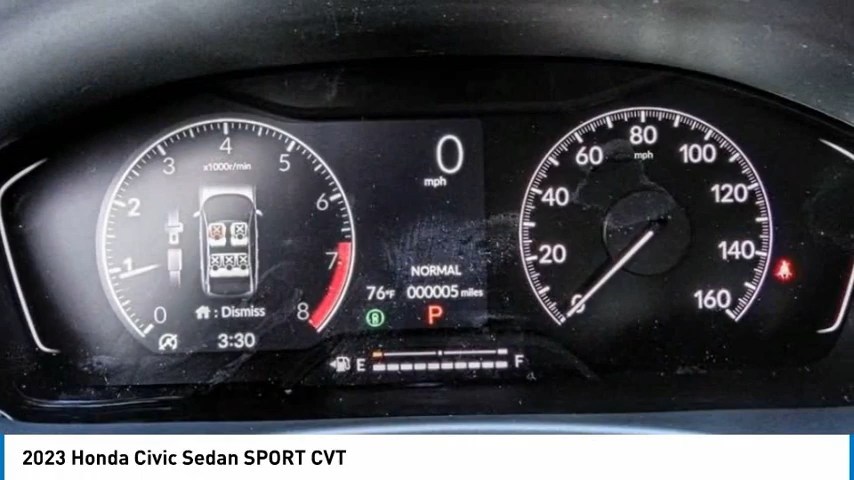 0 1 2 3 4 5 6 7 8
x1000r/min
: Dismiss
3:30
0
mph
NORMAL
76°F 000005 miles
P
E F
0 20 40 60 80 100 120 140 160
mph
2023 Honda Civic Sedan SPORT CVT